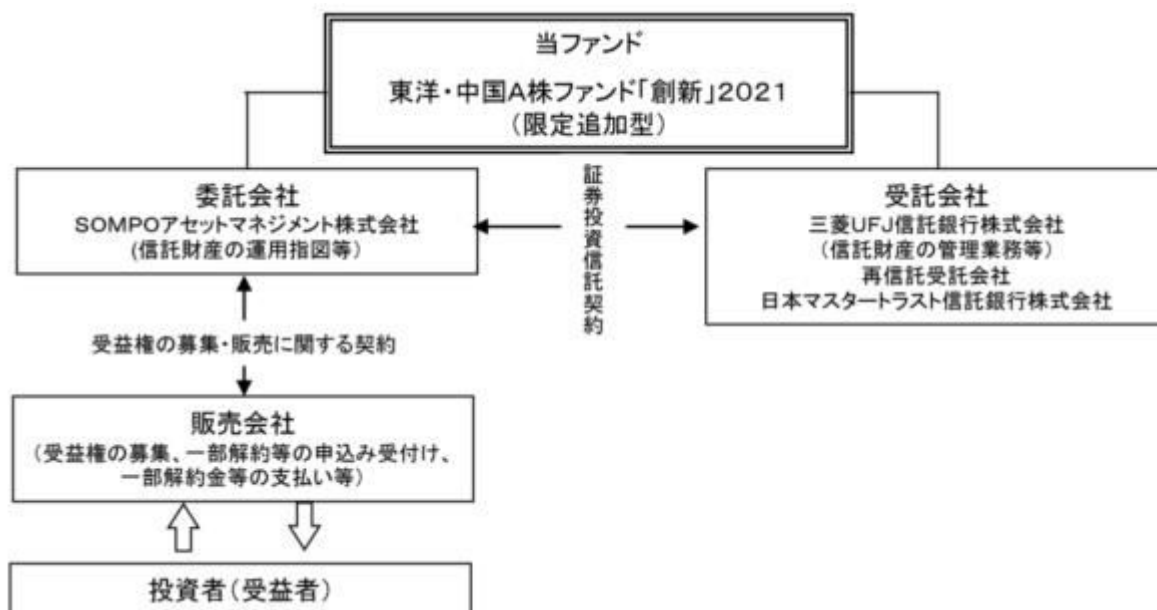 当ファンド
東洋・中国A株ファンド「創新」2021
(限定追加型)
委託会社
SOMPOアセットマネジメント株式会社
(信託財産の運用指図等)
証券投資信託契約
受託会社
三菱UFJ信託銀行株式会社
(信託財産の管理業務等)
再信託受託会社
日本マスタートラスト信託銀行株式会社
受益権の募集・販売に関する契約
販売会社
(受益権の募集、一部解約等の申込み受付け、
一部解約金等の支払い等)
投資者(受益者)